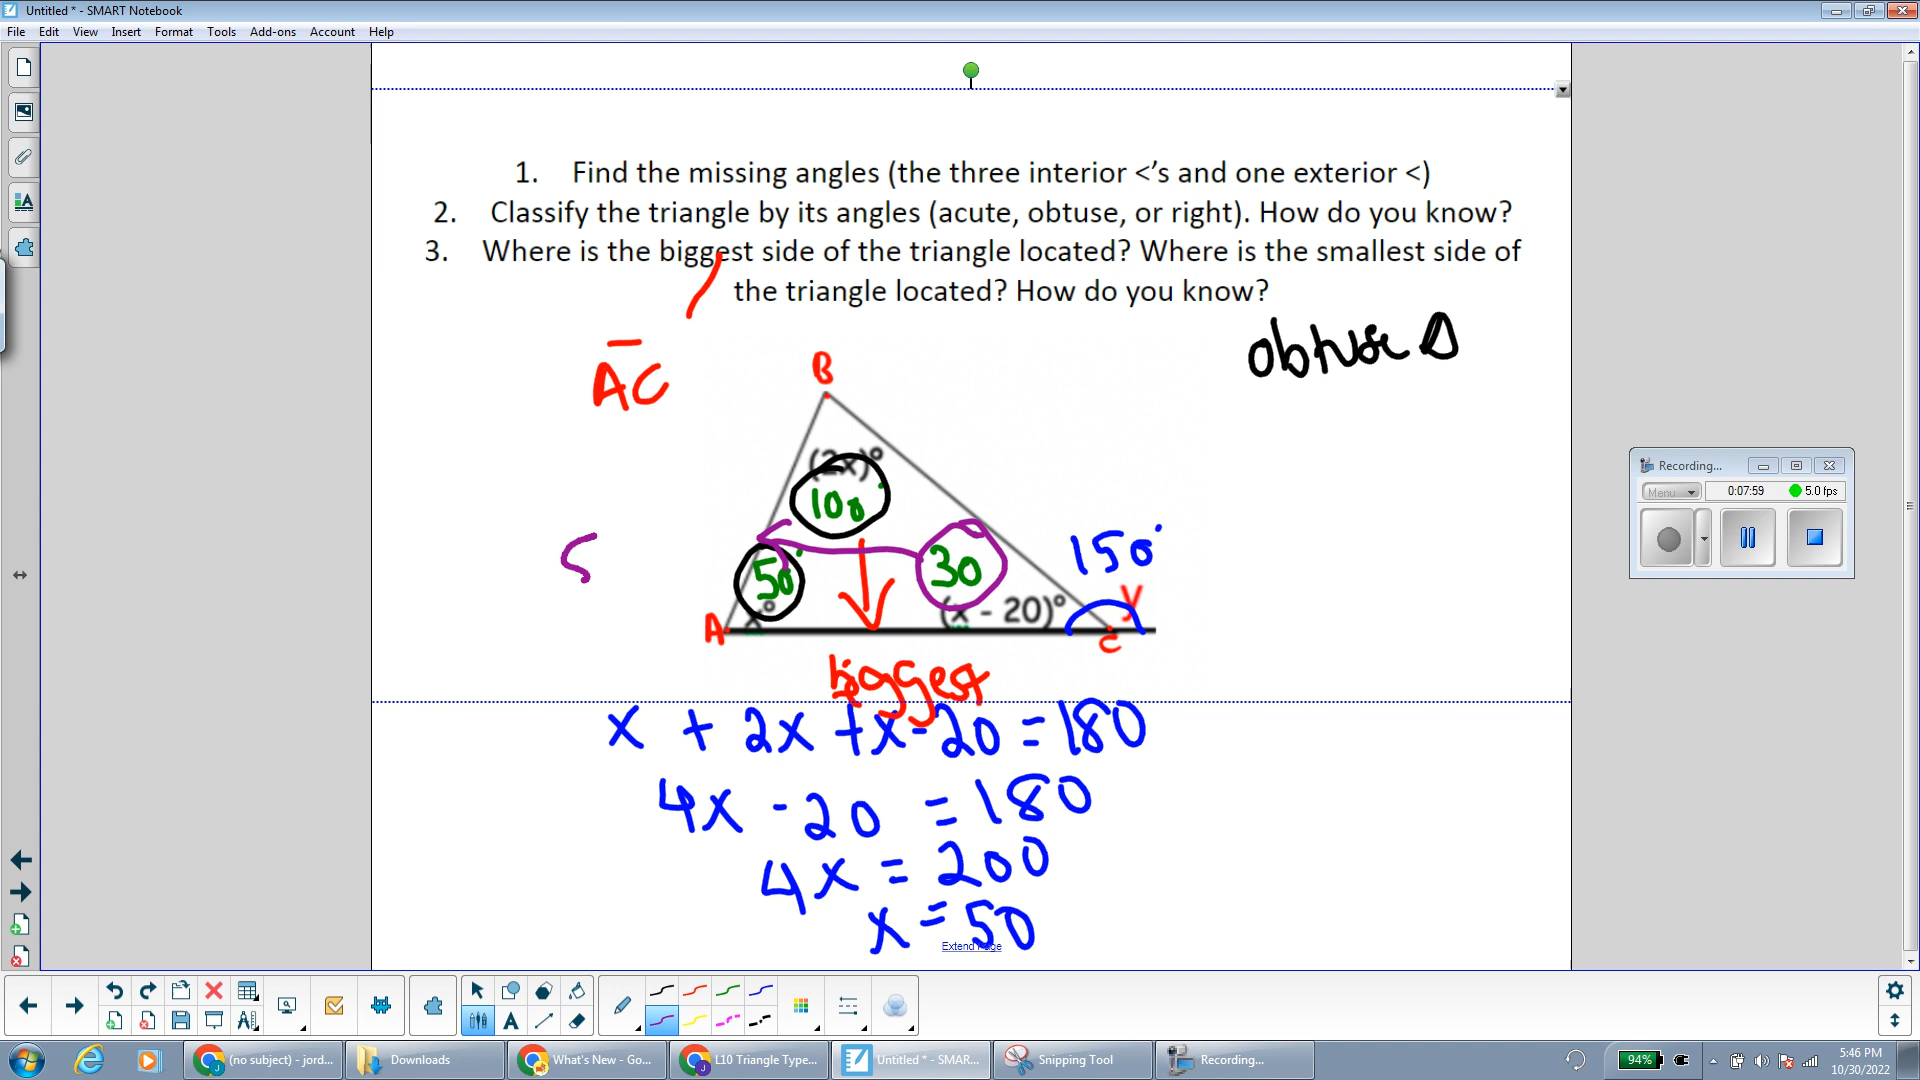 Untitled * - SMART Notebook
File Edit View Insert Format Tools Add-ons Account Help
1. Find the missing angles (the three interior <'s and one exterior <)
2. Classify the triangle by its angles (acute, obtuse, or right). How do you know?
3. Where is the biggest side of the triangle located? Where is the smallest side of
the triangle located? How do you know?
obtuse
AC
B
(2x)°
100
150°
50
30
y
x°
(x - 20)°
A
C
biggest
x + 2x + x - 20 = 180
4x - 20 = 180
4x = 200
x = 50
Extend Page
Recording...
Menu
0:07:59
5.0 fps
(no subject) - jord...
Downloads
What's New - Go...
L10 Triangle Type...
Untitled * - SMAR...
Snipping Tool
Recording...
94%
5:46 PM
10/30/2022